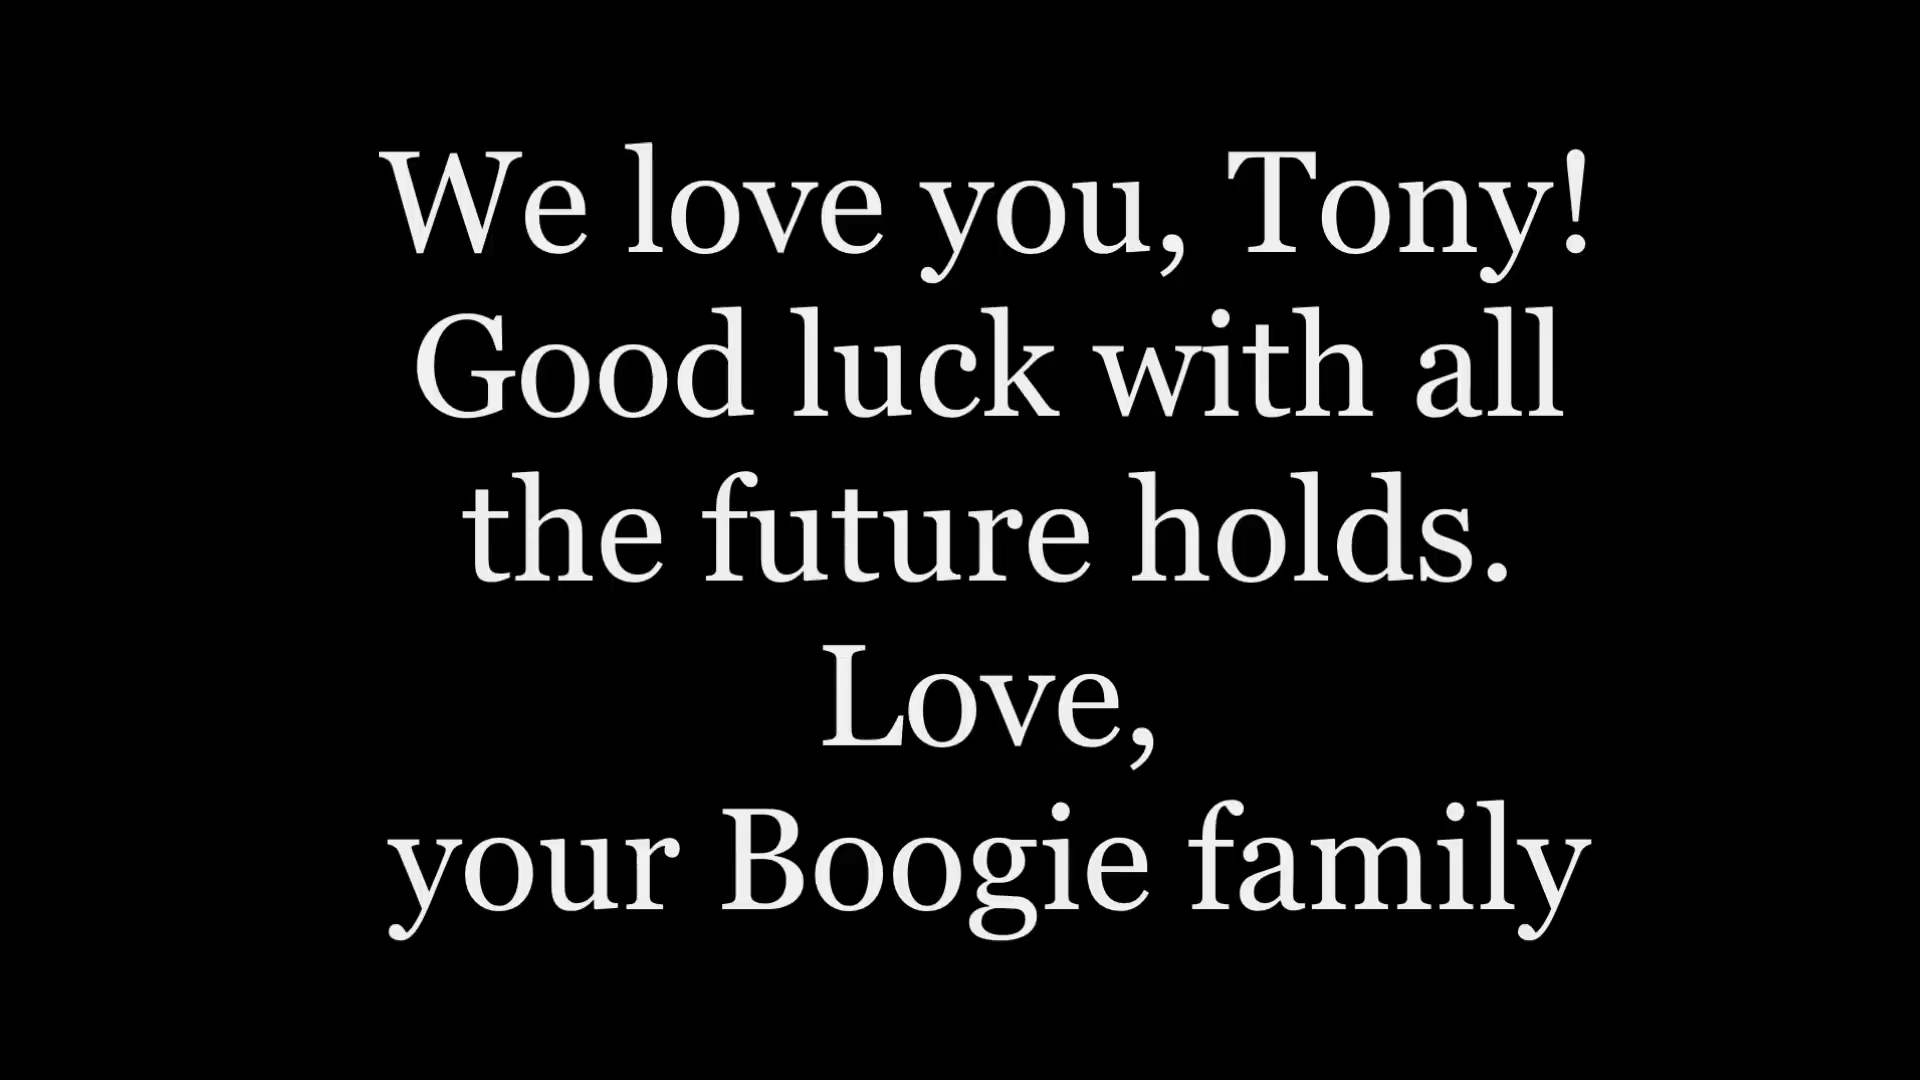 We love you, Tony!
Good luck with all
the future holds.
Love,
your Boogie family